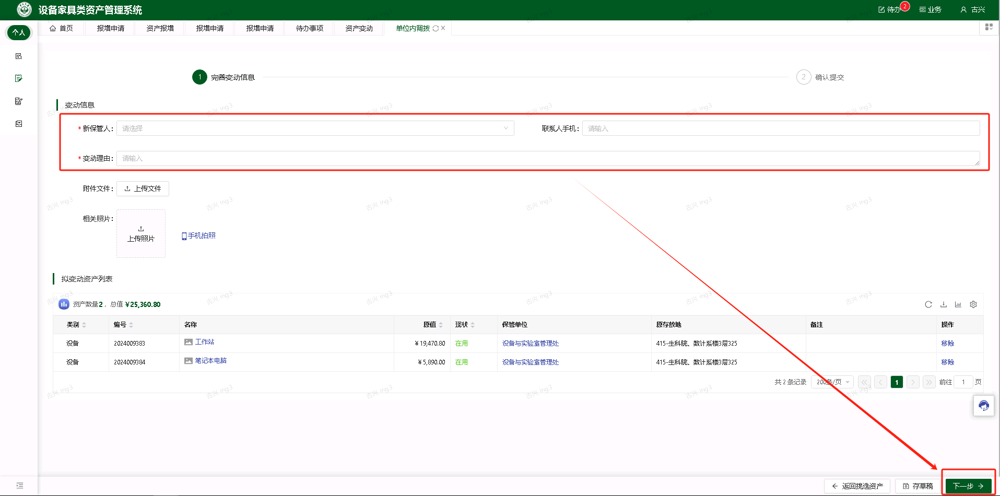 设备家具类资产管理系统
待办 2 业务 古兴
个人 首页 报增申请 资产报增 报增申请 报增申请 待办事项 资产变动 单位内调拨
1 完善变动信息 2 确认提交
变动信息
*新保管人: 请选择 联系人手机: 请输入
*变动理由: 请输入
附件文件: 上传文件
相关照片: 上传照片 手机拍照
拟变动资产列表
资产数量2，总值 ¥25,360.80
类别 编号 名称 原值 现状 保管单位 原存放地 备注 操作
设备 2024009383 工作站 ¥19,470.80 在用 设备与实验室管理处 415-生科院、数计系楼3层325 移除
设备 2024009384 笔记本电脑 ¥5,890.00 在用 设备与实验室管理处 415-生科院、数计系楼3层325 移除
共 2 条记录 200条/页 1 前往 1 页
返回挑选资产 存草稿 下一步
古兴 ing3